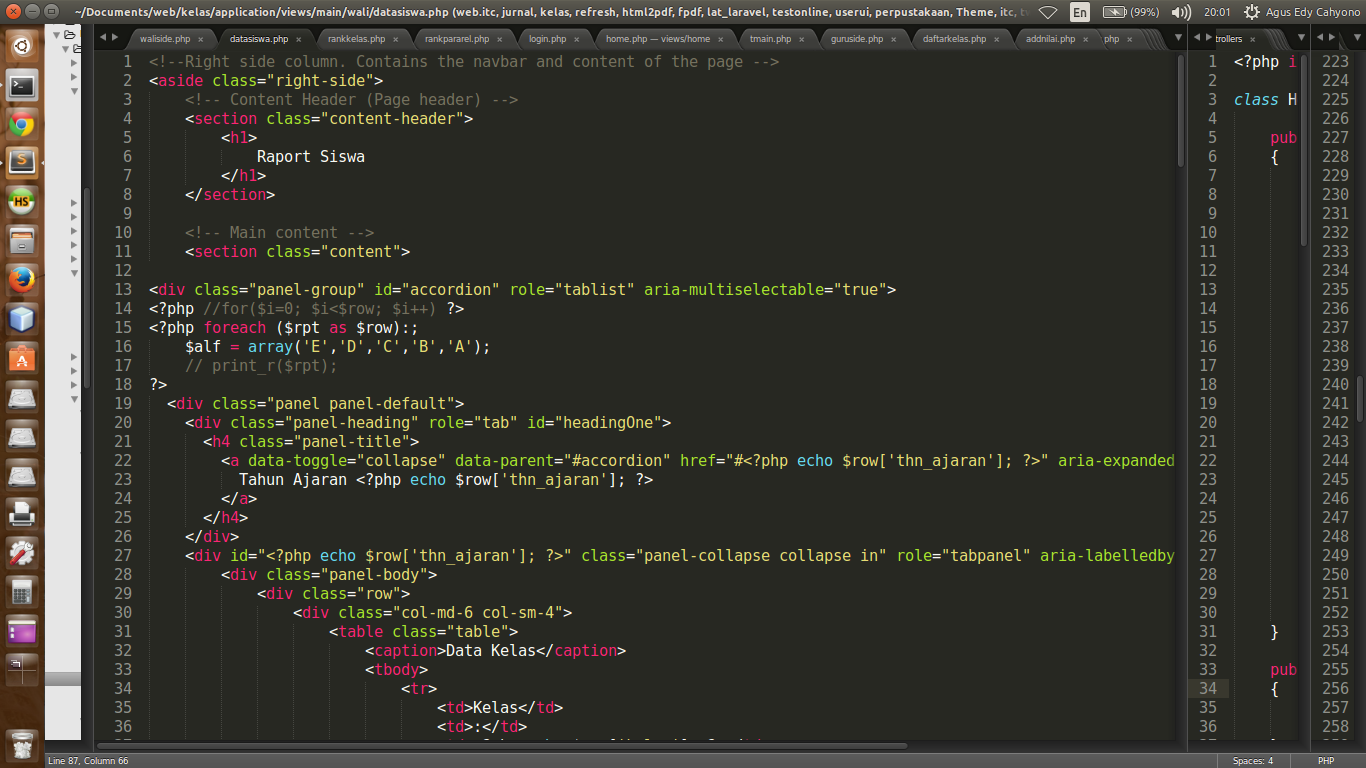 ~/Documents/web/kelas/application/views/main/wali/datasiswa.php (web.itc, jurnal, kelas, refresh, html2pdf, fpdf, lat_laravel, testonline, userui, perpustakaan, Theme, itc,
En (99%) 20:01 Agus Edy Cahyono
waliside.php × datasiswa.php × rankkelas.php × rankpararel.php × login.php × home.php — views/home × tmain.php × guruside.php × daftarkelas.php × addnilai.php × php × trollers ×
1 <!--Right side column. Contains the navbar and content of the page -->
2 <aside class="right-side">
3 <!-- Content Header (Page header) -->
4 <section class="content-header">
5 <h1>
6 Raport Siswa
7 </h1>
8 </section>
9
10 <!-- Main content -->
11 <section class="content">
12
13 <div class="panel-group" id="accordion" role="tablist" aria-multiselectable="true">
14 <?php //for($i=0; $i<$row; $i++) ?>
15 <?php foreach ($rpt as $row):;
16 $alf = array('E','D','C','B','A');
17 // print_r($rpt);
18 ?>
19 <div class="panel panel-default">
20 <div class="panel-heading" role="tab" id="headingOne">
21 <h4 class="panel-title">
22 <a data-toggle="collapse" data-parent="#accordion" href="#<?php echo $row['thn_ajaran']; ?>" aria-expanded
23 Tahun Ajaran <?php echo $row['thn_ajaran']; ?>
24 </a>
25 </h4>
26 </div>
27 <div id="<?php echo $row['thn_ajaran']; ?>" class="panel-collapse collapse in" role="tabpanel" aria-labelledby
28 <div class="panel-body">
29 <div class="row">
30 <div class="col-md-6 col-sm-4">
31 <table class="table">
32 <caption>Data Kelas</caption>
33 <tbody>
34 <tr>
35 <td>Kelas</td>
36 <td>:</td>
1 <?php i
2
3 class H
4
5 pub
6 {
7
8
9
10
11
12
13
14
15
16
17
18
19
20
21
22
23
24
25
26
27
28
29
30
31 }
32
33 pub
34 {
35
36
223
224
225
226
227
228
229
230
231
232
233
234
235
236
237
238
239
240
241
242
243
244
245
246
247
248
249
250
251
252
253
254
255
256
257
258
Line 87, Column 66 Spaces: 4 PHP